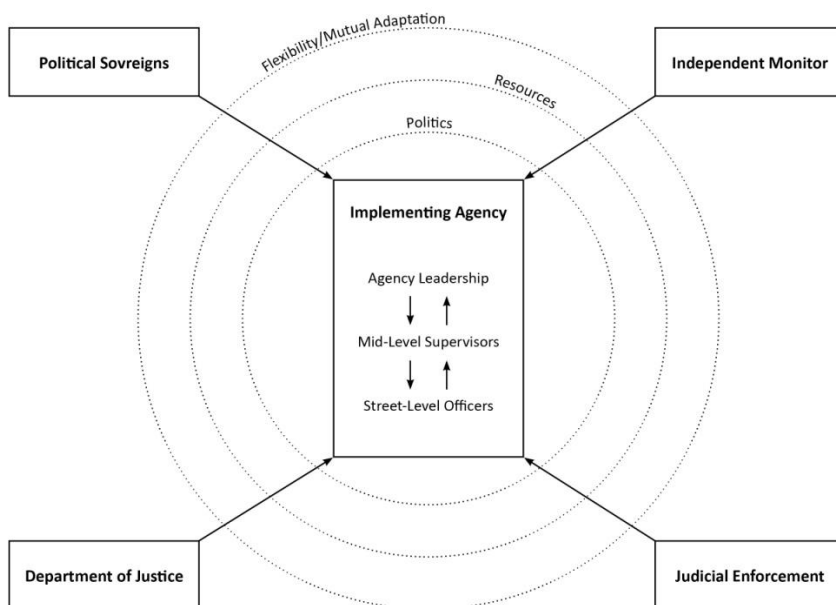 Flexibility/Mutual Adaptation
Political Sovreigns
Independent Monitor
Resources
Politics
Implementing Agency
Agency Leadership
Mid-Level Supervisors
Street-Level Officers
Department of Justice
Judicial Enforcement